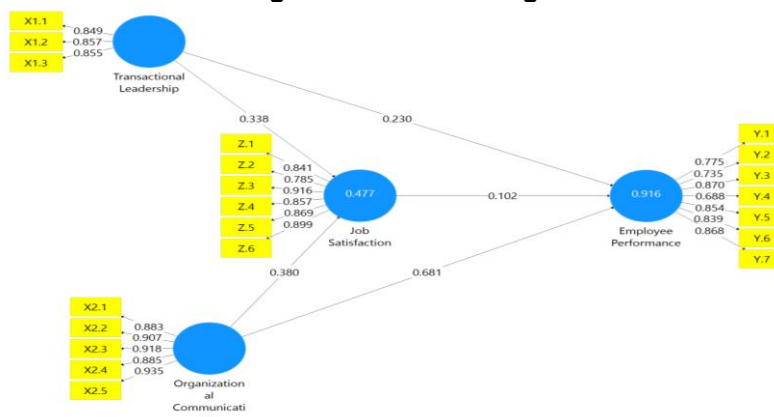 X1.1
X1.2
X1.3
0.849
0.857
0.855
Transactional
Leadership
0.338
0.230
Z.1
Z.2
Z.3
Z.4
Z.5
Z.6
0.841
0.785
0.916
0.857
0.869
0.899
0.477
Job
Satisfaction
0.102
0.916
Employee
Performance
0.775
0.735
0.870
0.688
0.854
0.839
0.868
Y.1
Y.2
Y.3
Y.4
Y.5
Y.6
Y.7
0.380
0.681
X2.1
X2.2
X2.3
X2.4
X2.5
0.883
0.907
0.918
0.885
0.935
Organization
al
Communicati